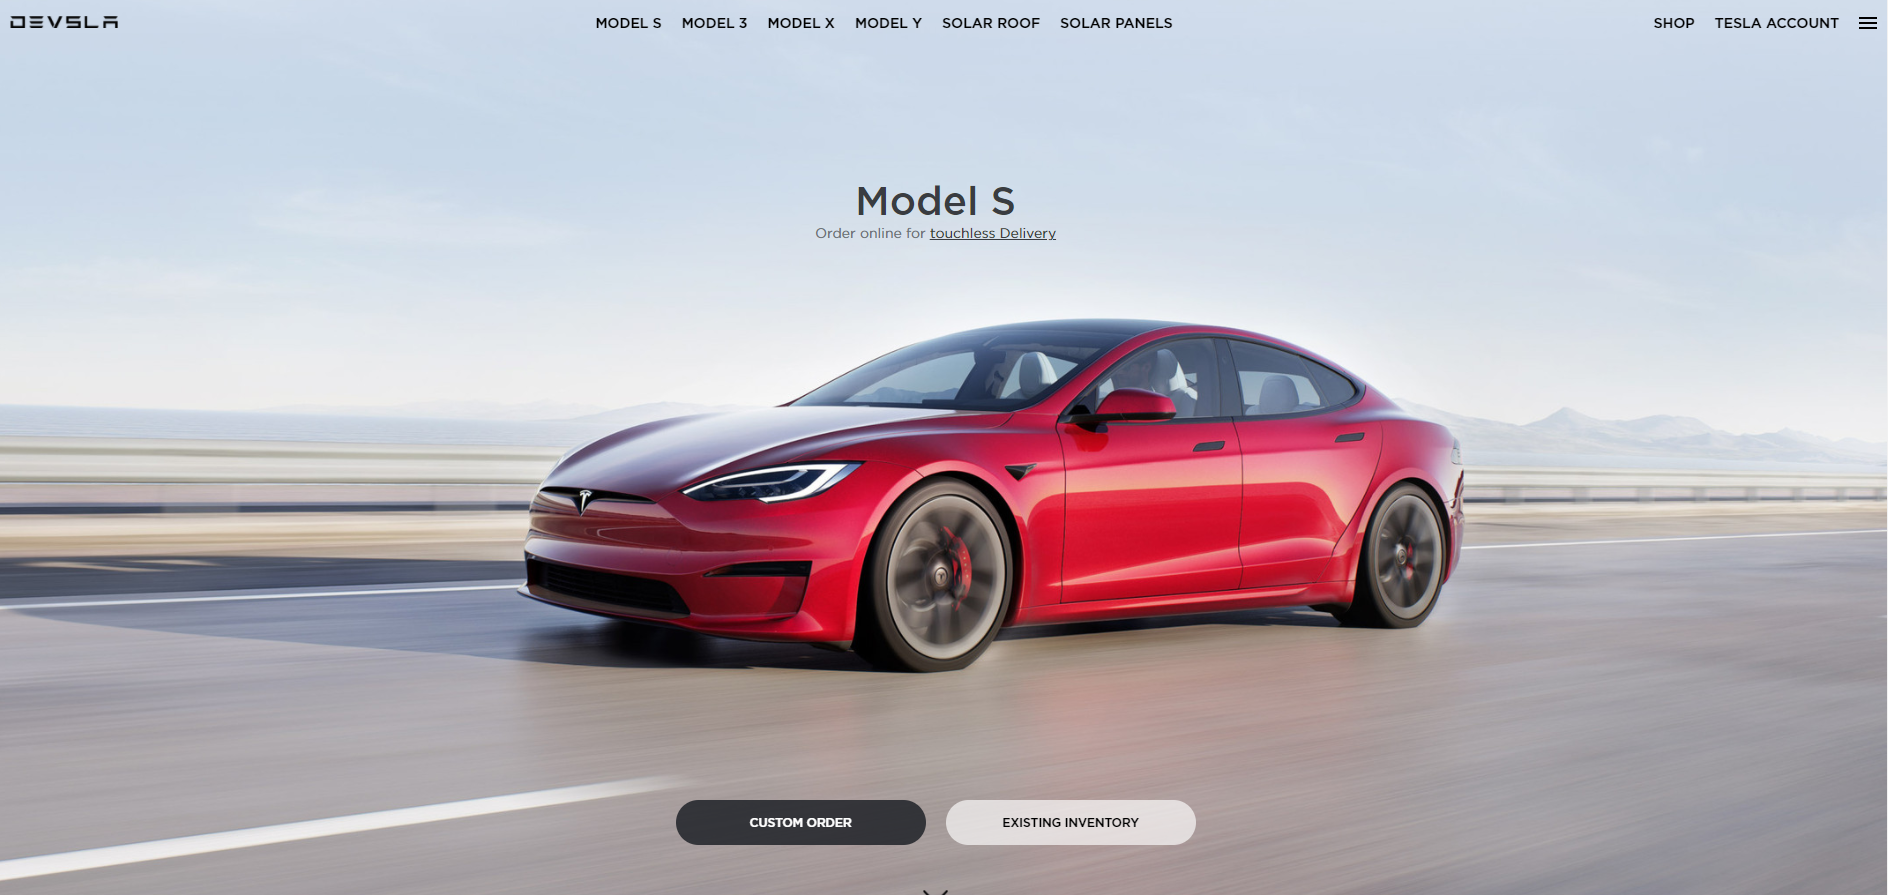 DEVSLA
MODEL S MODEL 3 MODEL X MODEL Y SOLAR ROOF SOLAR PANELS
SHOP TESLA ACCOUNT
Model S
Order online for touchless Delivery
CUSTOM ORDER
EXISTING INVENTORY